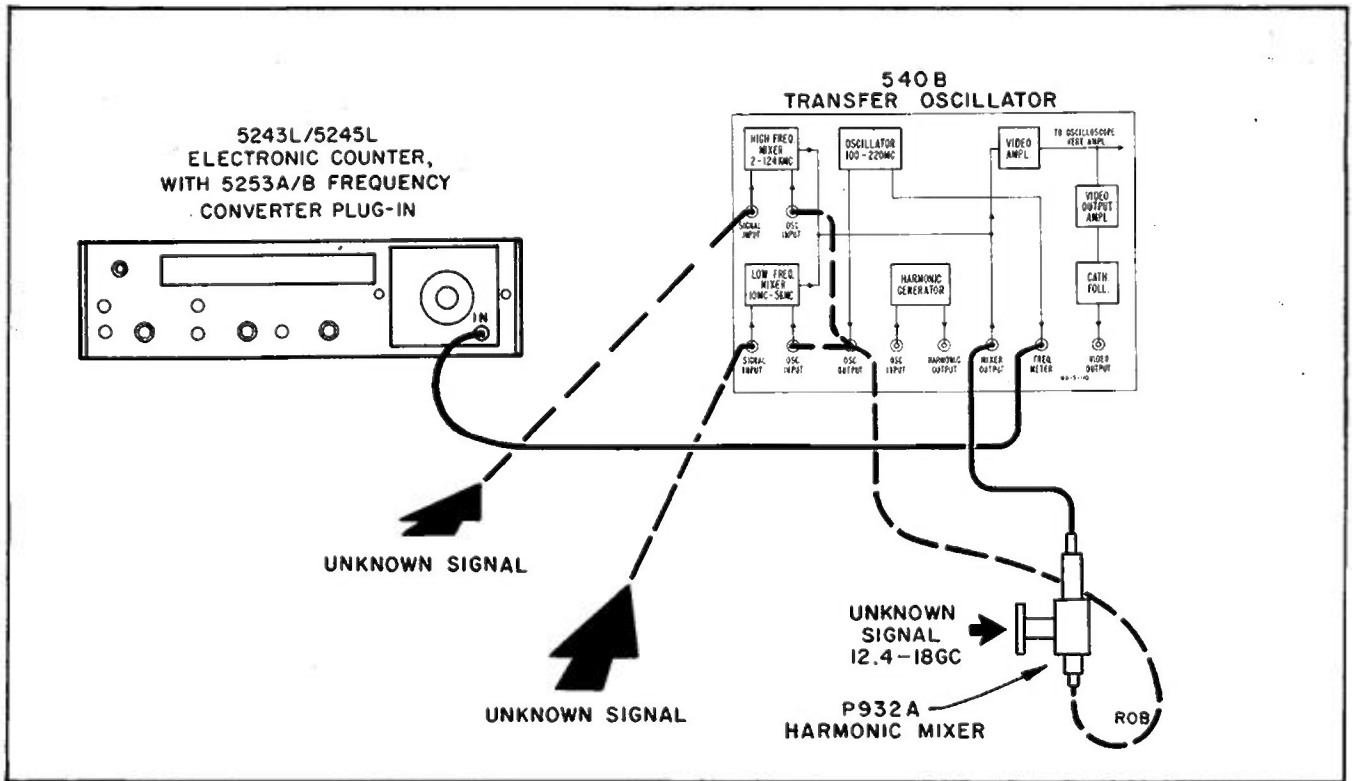 540B
TRANSFER OSCILLATOR
5243L/5245L
ELECTRONIC COUNTER,
WITH 5253A/B FREQUENCY
CONVERTER PLUG-IN
IN
HIGH FREQ.
MIXER
2-12.4KMC
OSCILLATOR
100-220MC
VIDEO
AMPL.
TO OSCILLOSCOPE
VERT AMPL
SIGNAL
INPUT
OSC
INPUT
VIDEO
OUTPUT
AMPL
LOW FREQ.
MIXER
10MC-5KMC
HARMONIC
GENERATOR
CATH
FOLL.
SIGNAL
INPUT
OSC
INPUT
OSC
OUTPUT
OSC
INPUT
HARMONIC
OUTPUT
MIXER
OUTPUT
FREQ.
METER
VIDEO
OUTPUT
UNKNOWN SIGNAL
UNKNOWN SIGNAL
UNKNOWN
SIGNAL
12.4-18GC
P932A
HARMONIC MIXER
ROB